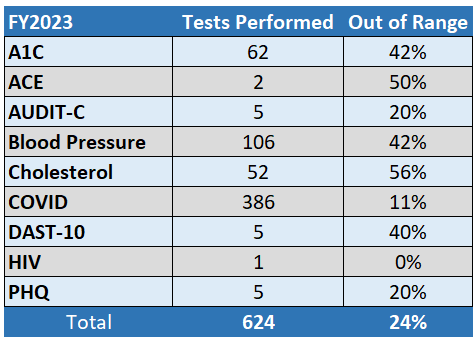 FY2023 Tests Performed Out of Range
A1C 62 42%
ACE 2 50%
AUDIT-C 5 20%
Blood Pressure 106 42%
Cholesterol 52 56%
COVID 386 11%
DAST-10 5 40%
HIV 1 0%
PHQ 5 20%
Total 624 24%